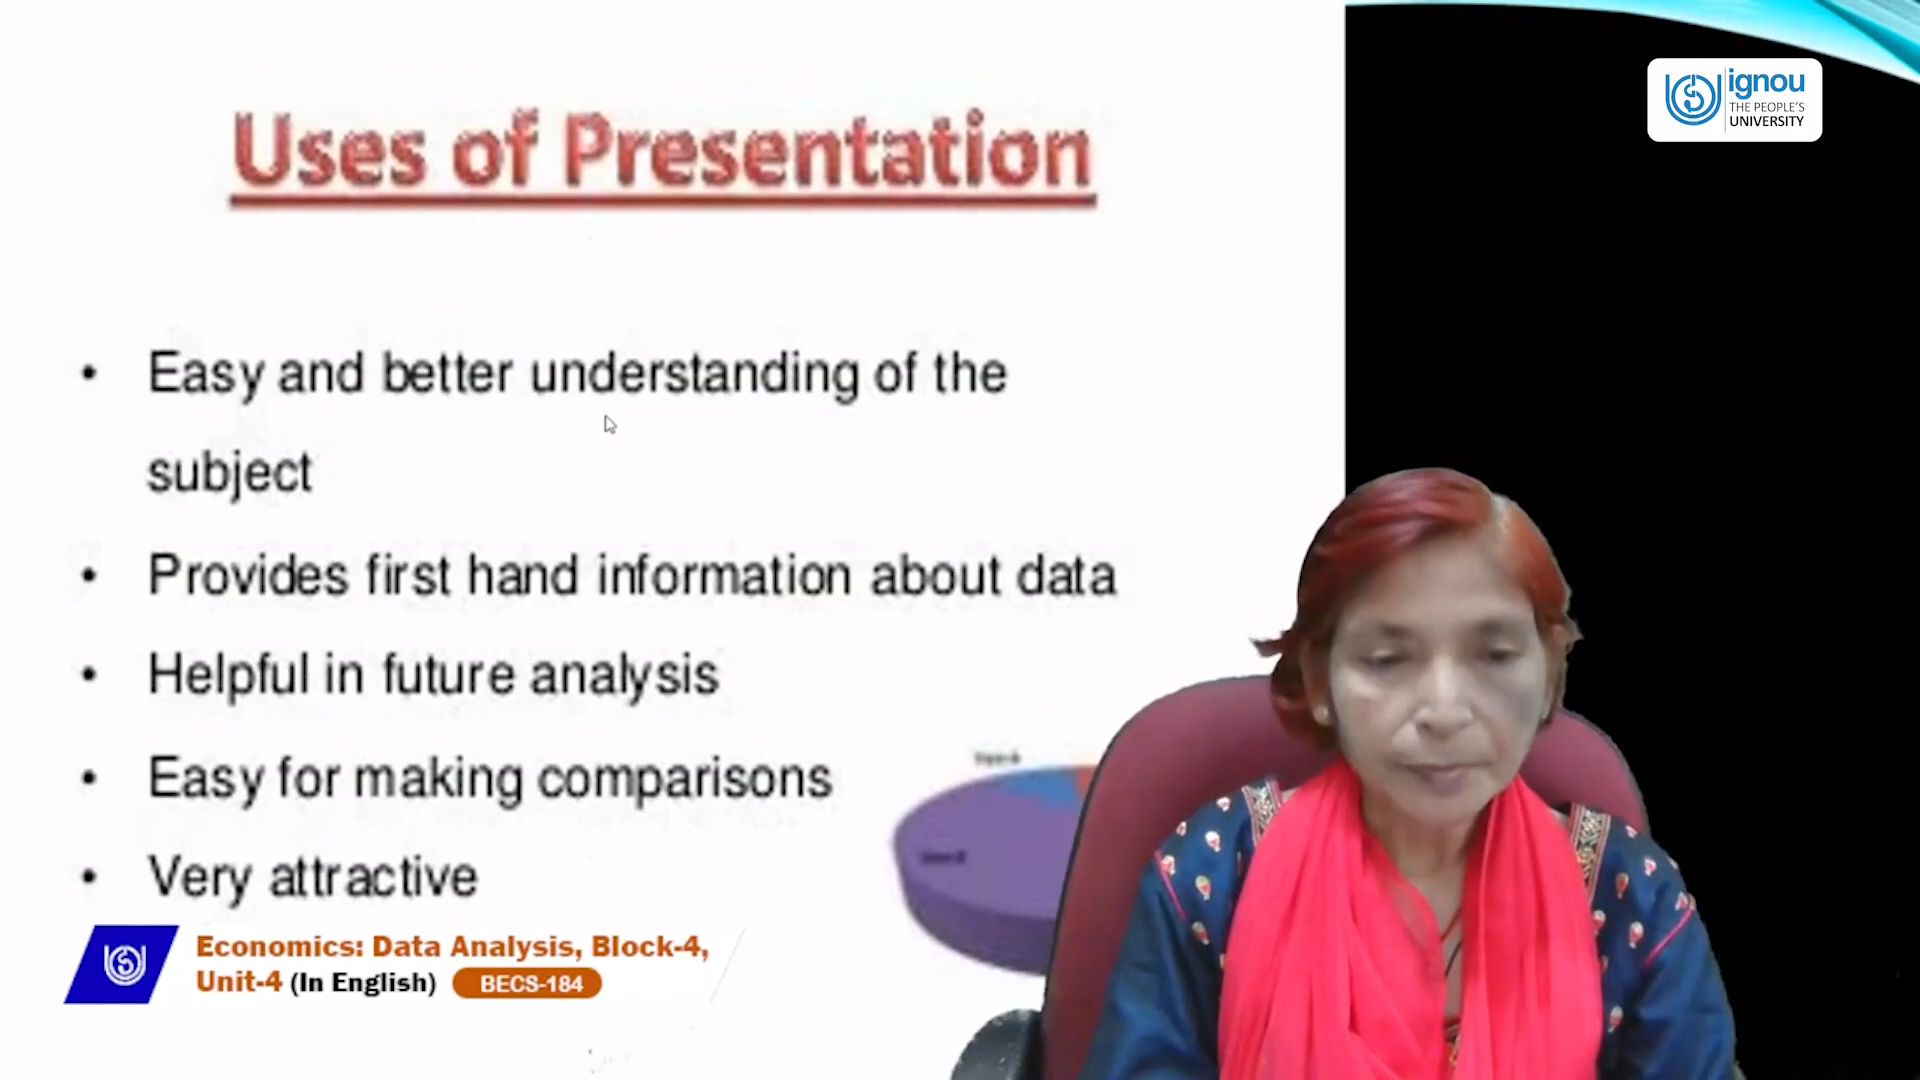 ignou
THE PEOPLE'S
UNIVERSITY
Uses of Presentation
• Easy and better understanding of the
subject
• Provides first hand information about data
• Helpful in future analysis
• Easy for making comparisons
• Very attractive
Economics: Data Analysis, Block-4,
Unit-4 (In English) BECS-184